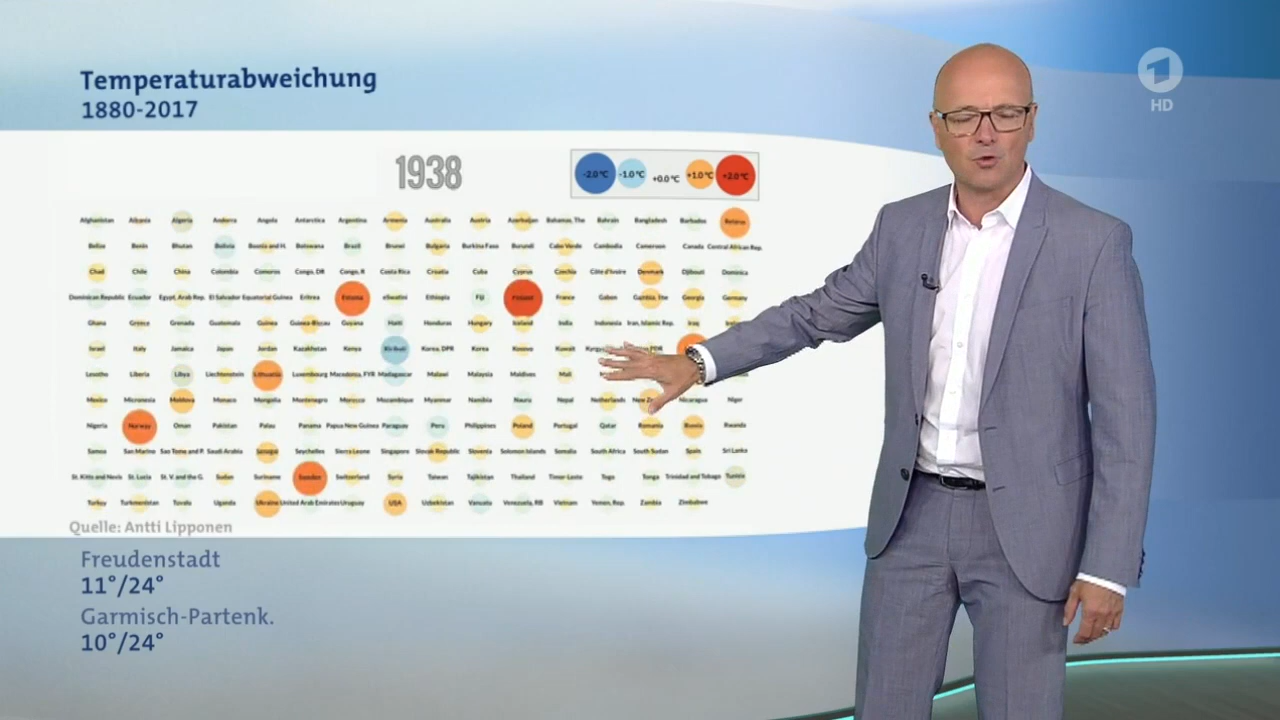 Temperaturabweichung
1880-2017
HD
1938
-2.0 °C -1.0 °C +0.0 °C +1.0 °C +2.0 °C
Afghanistan Albania Algeria Andorra Angola Antarctica Argentina Armenia Australia Austria Azerbaijan Bahamas, The Bahrain Bangladesh Barbados Belarus
Belize Benin Bhutan Bolivia Bosnia and H. Botswana Brazil Brunei Bulgaria Burkina Faso Burundi Cabo Verde Cambodia Cameroon Canada Central African Rep.
Chad Chile China Colombia Comoros Congo, DR Congo, R Costa Rica Croatia Cuba Cyprus Czechia Côte d'Ivoire Denmark Djibouti Dominica
Dominican Republic Ecuador Egypt, Arab Rep. El Salvador Equatorial Guinea Eritrea Estonia eSwatini Ethiopia Fiji Finland France Gabon Gambia, The Georgia Germany
Ghana Greece Grenada Guatemala Guinea Guinea-Bissau Guyana Haiti Honduras Hungary Iceland India Indonesia Iran, Islamic Rep. Iraq
Israel Italy Jamaica Japan Jordan Kazakhstan Kenya Kiribati Korea, DPR Korea Kosovo Kuwait
Lesotho Liberia Libya Liechtenstein Lithuania Luxembourg Macedonia, FYR Madagascar Malawi Malaysia Maldives Mali
Mexico Micronesia Moldova Monaco Mongolia Montenegro Morocco Mozambique Myanmar Namibia Nauru Nepal Netherlands Nicaragua Niger
Nigeria Norway Oman Pakistan Palau Panama Papua New Guinea Paraguay Peru Philippines Poland Portugal Qatar Romania Russia Rwanda
Samoa San Marino Sao Tome and P. Saudi Arabia Senegal Seychelles Sierra Leone Singapore Slovak Republic Slovenia Solomon Islands Somalia South Africa South Sudan Spain Sri Lanka
St. Kitts and Nevis St. Lucia St. V. and the G. Sudan Suriname Sweden Switzerland Syria Taiwan Tajikistan Thailand Timor-Leste Togo Tonga Trinidad and Tobago Tunisia
Turkey Turkmenistan Tuvalu Uganda Ukraine United Arab Emirates Uruguay USA Uzbekistan Vanuatu Venezuela, RB Vietnam Yemen, Rep. Zambia Zimbabwe
Quelle: Antti Lipponen
Freudenstadt
11°/24°
Garmisch-Partenk.
10°/24°